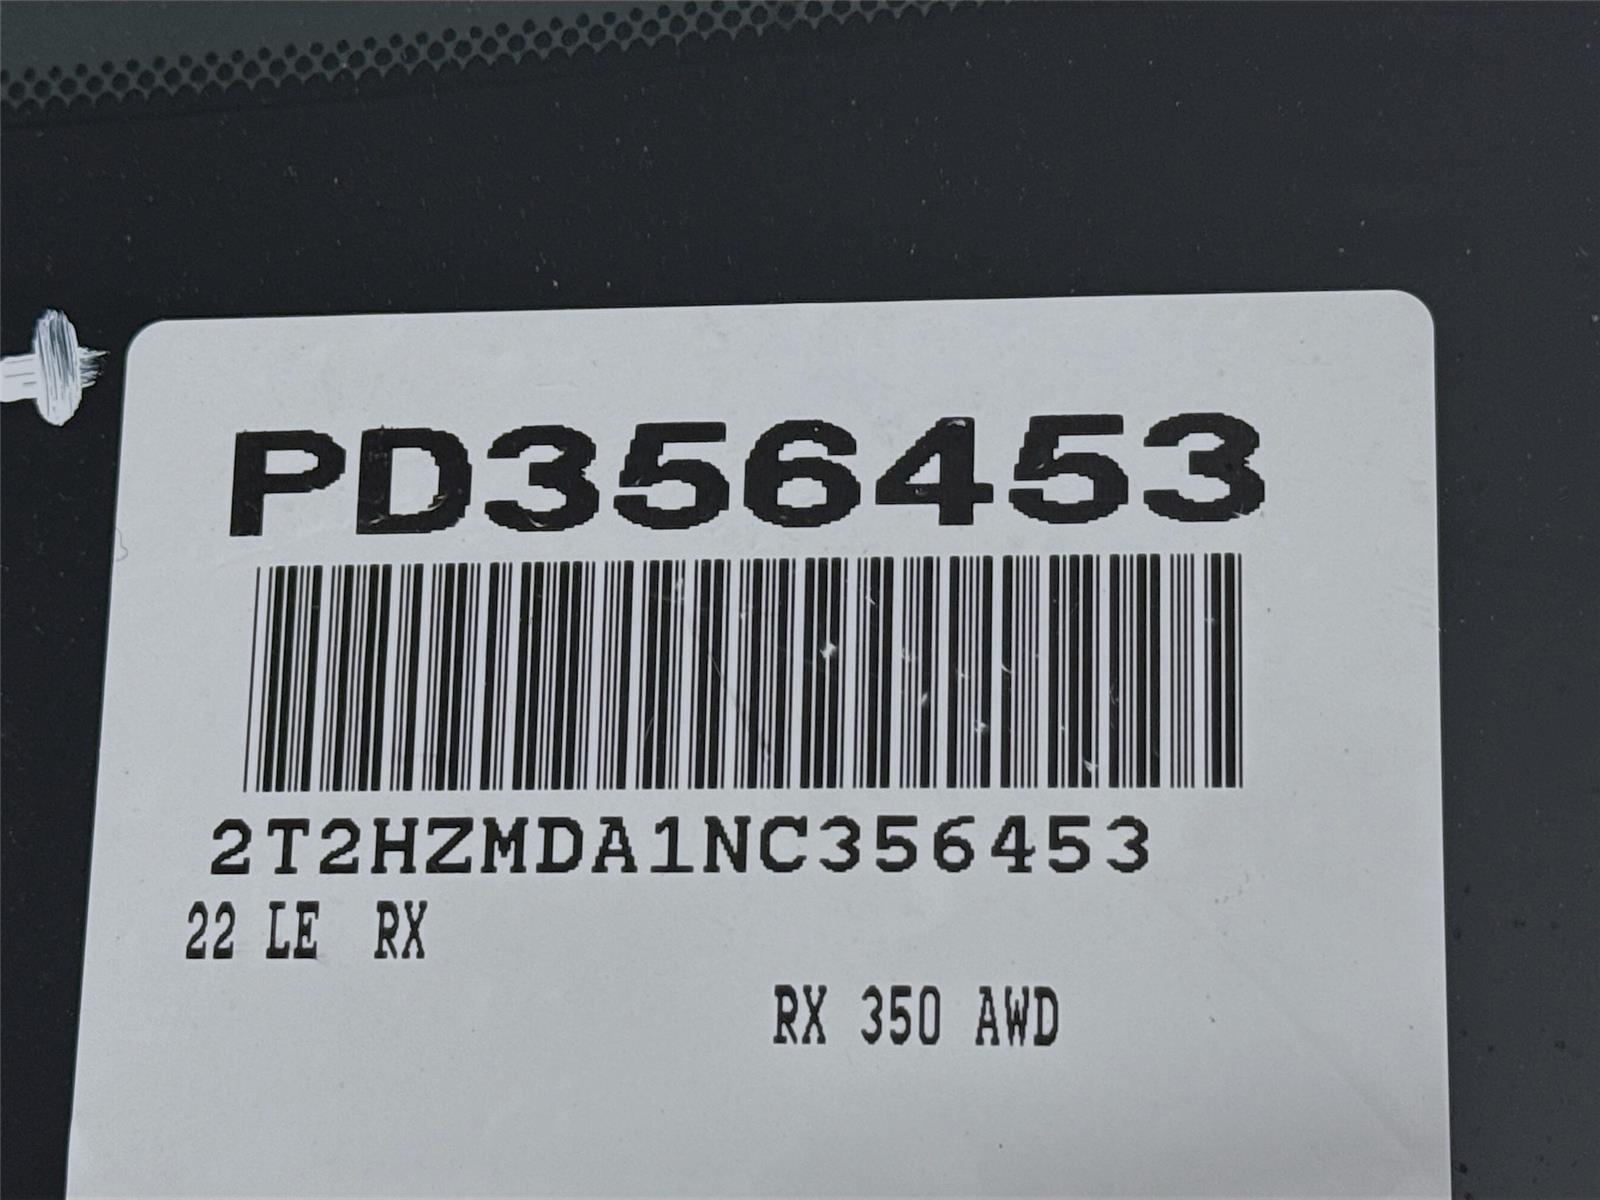 PD356453
2T2HZMDA1NC356453
22 LE RX
RX 350 AWD